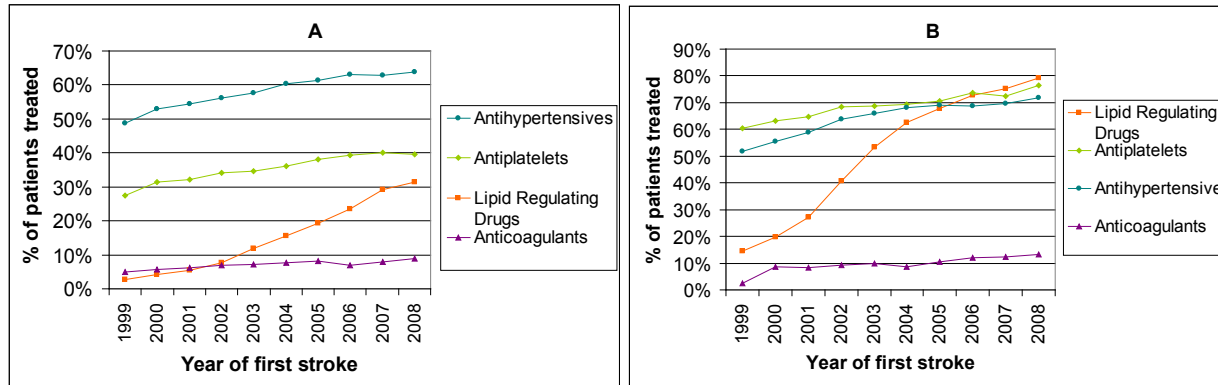 A
% of patients treated
70%
60%
50%
40%
30%
20%
10%
0%
1999
2000
2001
2002
2003
2004
2005
2006
2007
2008
Year of first stroke
Antihypertensives
Antiplatelets
Lipid Regulating
Drugs
Anticoagulants
B
% of patients treated
90%
80%
70%
60%
50%
40%
30%
20%
10%
0%
1999
2000
2001
2002
2003
2004
2005
2006
2007
2008
Year of first stroke
Lipid Regulating
Drugs
Antiplatelets
Antihypertensive
Anticoagulants